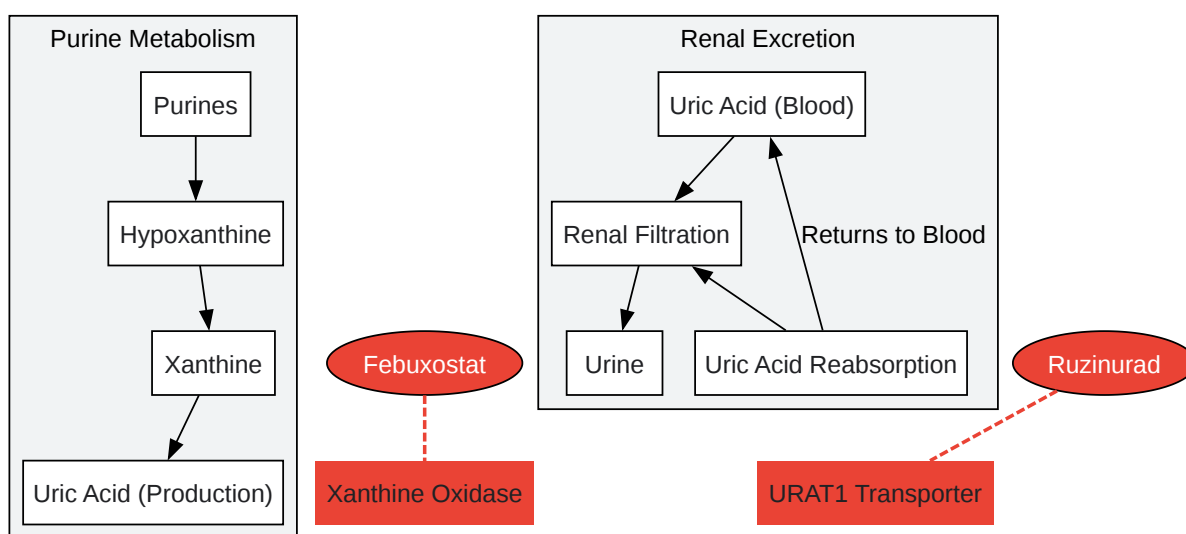 Purine Metabolism
Purines
Hypoxanthine
Xanthine
Uric Acid (Production)
Febuxostat
Xanthine Oxidase
Renal Excretion
Uric Acid (Blood)
Renal Filtration
Returns to Blood
Urine
Uric Acid Reabsorption
Ruzinurad
URAT1 Transporter